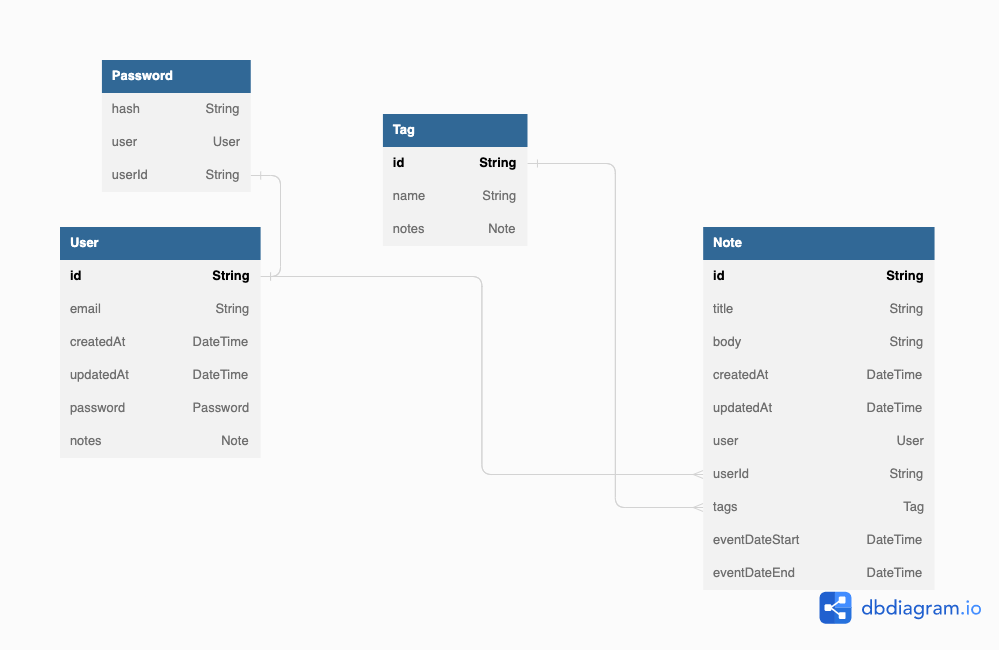 Password
hash String
user User
userId String
Tag
id String
name String
notes Note
User
id String
email String
createdAt DateTime
updatedAt DateTime
password Password
notes Note
Note
id String
title String
body String
createdAt DateTime
updatedAt DateTime
user User
userId String
tags Tag
eventDateStart DateTime
eventDateEnd DateTime
dbdiagram.io